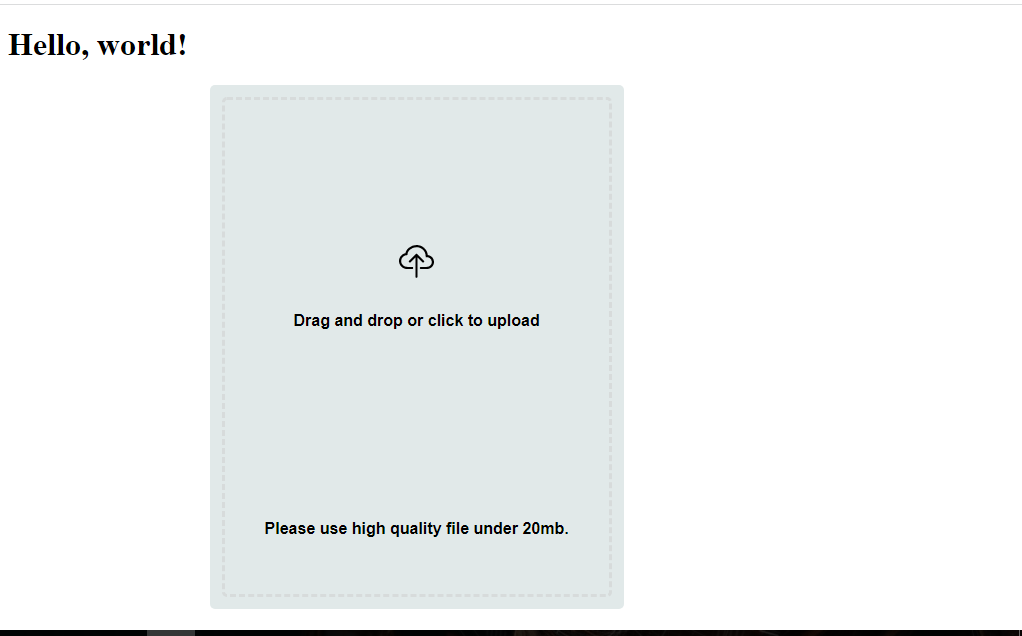 Hello, world!
Drag and drop or click to upload
Please use high quality file under 20mb.